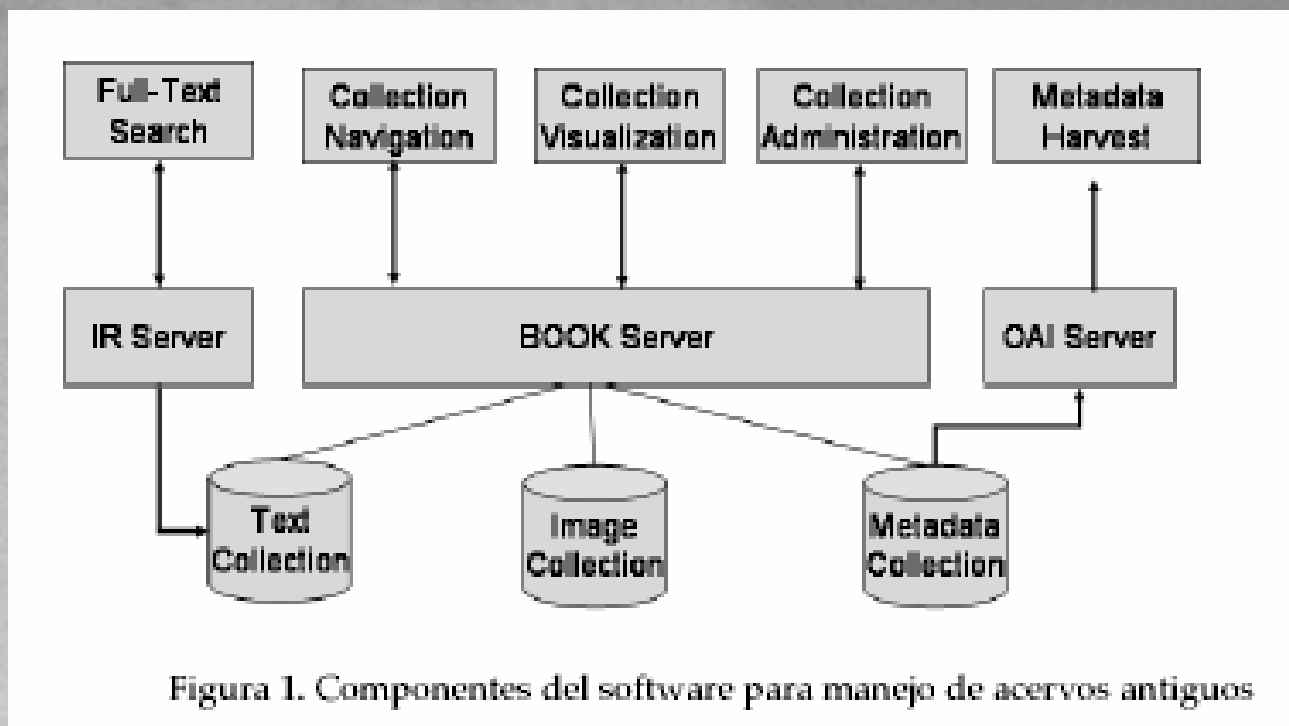 Full-Text
Search
Collection
Navigation
Collection
Visualization
Collection
Administration
Metadata
Harvest
IR Server
BOOK Server
OAI Server
Text
Collection
Image
Collection
Metadata
Collection
Figura 1. Componentes del software para manejo de acervos antiguos